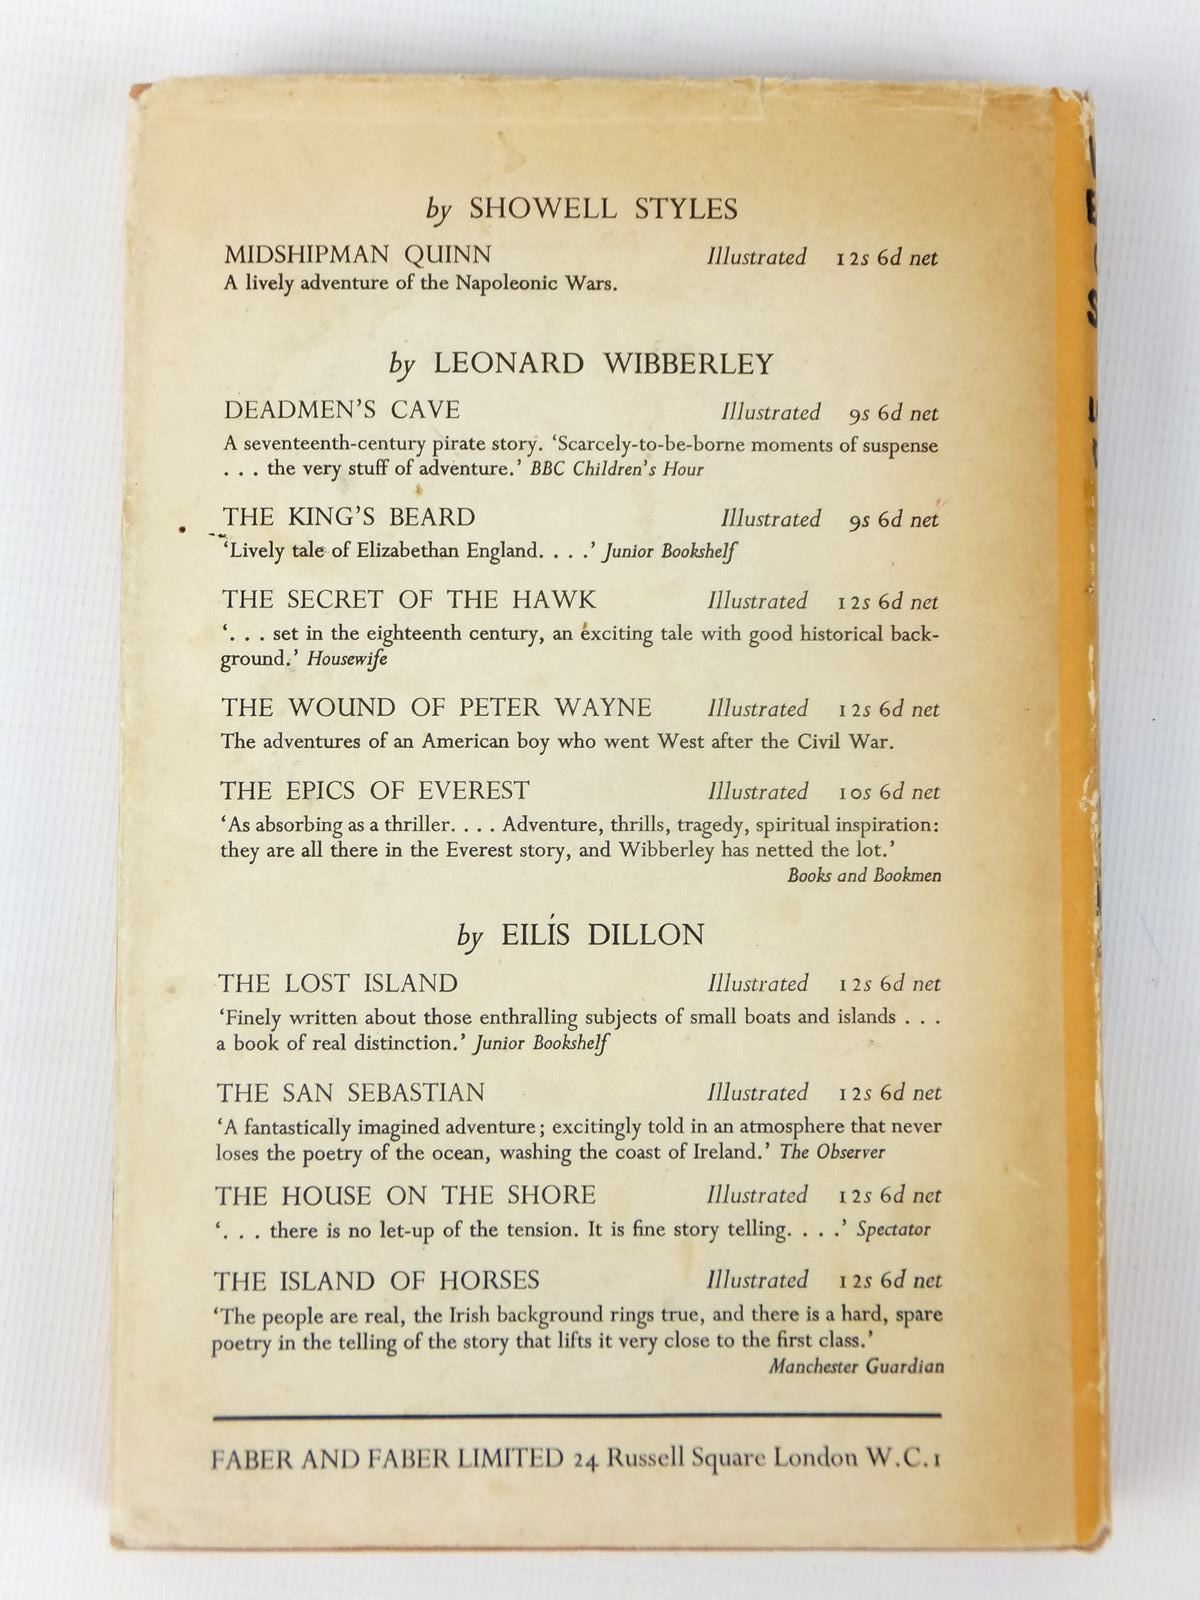 by SHOWELL STYLES
MIDSHIPMAN QUINN Illustrated 12s 6d net
A lively adventure of the Napoleonic Wars.
by LEONARD WIBBERLEY
DEADMEN'S CAVE Illustrated 9s 6d net
A seventeenth-century pirate story. 'Scarcely-to-be-borne moments of suspense
. . . the very stuff of adventure.' BBC Children's Hour
THE KING'S BEARD Illustrated 9s 6d net
'Lively tale of Elizabethan England. . . .' Junior Bookshelf
THE SECRET OF THE HAWK Illustrated 12s 6d net
'. . . set in the eighteenth century, an exciting tale with good historical back-
ground.' Housewife
THE WOUND OF PETER WAYNE Illustrated 12s 6d net
The adventures of an American boy who went West after the Civil War.
THE EPICS OF EVEREST Illustrated 10s 6d net
'As absorbing as a thriller. . . . Adventure, thrills, tragedy, spiritual inspiration:
they are all there in the Everest story, and Wibberley has netted the lot.'
Books and Bookmen
by EILÍS DILLON
THE LOST ISLAND Illustrated 12s 6d net
'Finely written about those enthralling subjects of small boats and islands . . .
a book of real distinction.' Junior Bookshelf
THE SAN SEBASTIAN Illustrated 12s 6d net
'A fantastically imagined adventure; excitingly told in an atmosphere that never
loses the poetry of the ocean, washing the coast of Ireland.' The Observer
THE HOUSE ON THE SHORE Illustrated 12s 6d net
'. . . there is no let-up of the tension. It is fine story telling. . . .' Spectator
THE ISLAND OF HORSES Illustrated 12s 6d net
'The people are real, the Irish background rings true, and there is a hard, spare
poetry in the telling of the story that lifts it very close to the first class.'
Manchester Guardian
FABER AND FABER LIMITED 24 Russell Square London W.C.1